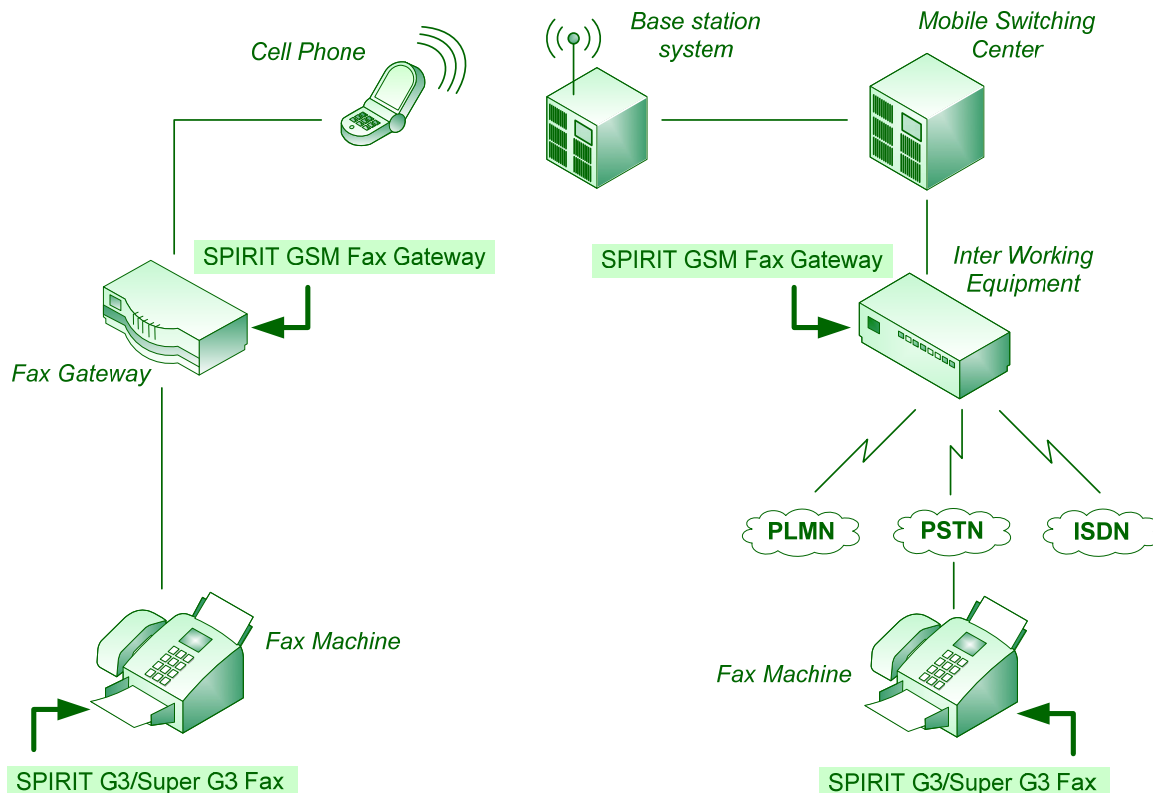 Cell Phone
Base station
system
Mobile Switching
Center
SPIRIT GSM Fax Gateway
SPIRIT GSM Fax Gateway
Inter Working
Equipment
Fax Gateway
PLMN
PSTN
ISDN
Fax Machine
Fax Machine
SPIRIT G3/Super G3 Fax
SPIRIT G3/Super G3 Fax